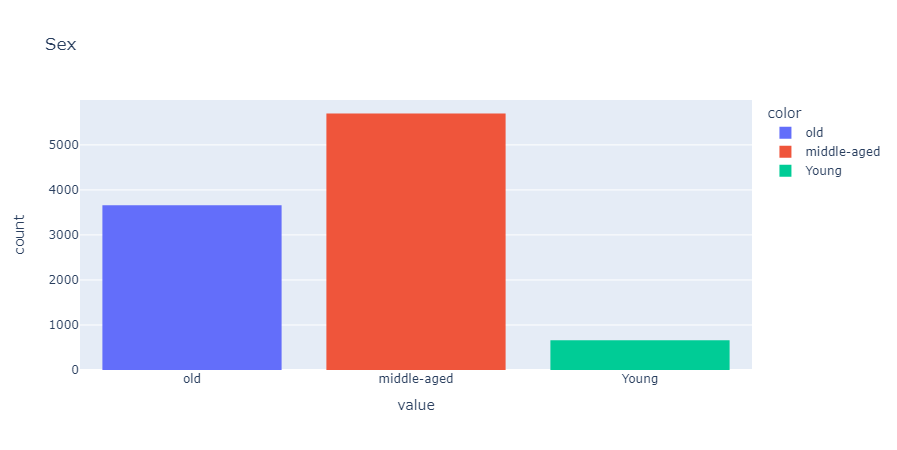 Sex
5000
4000
3000
2000
1000
0
count
old
middle-aged
Young
value
color
old
middle-aged
Young